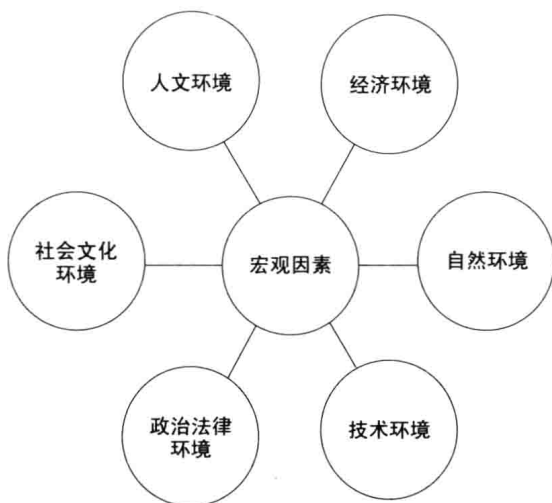 人文环境
经济环境
社会文化
环境
宏观因素
自然环境
政治法律
环境
技术环境